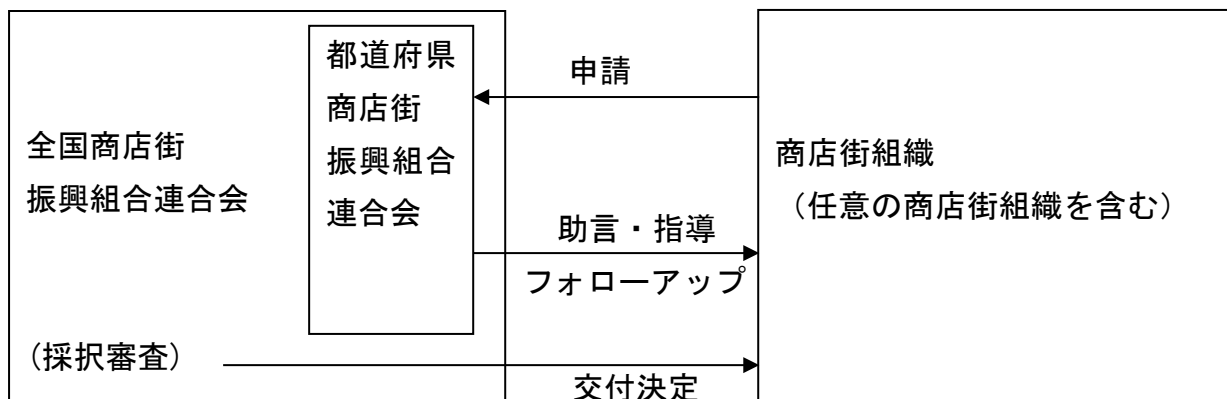 全国商店街
振興組合連合会
(採択審査)
都道府県
商店街
振興組合
連合会
申請
助言・指導
フォローアップ
交付決定
商店街組織
（任意の商店街組織を含む）